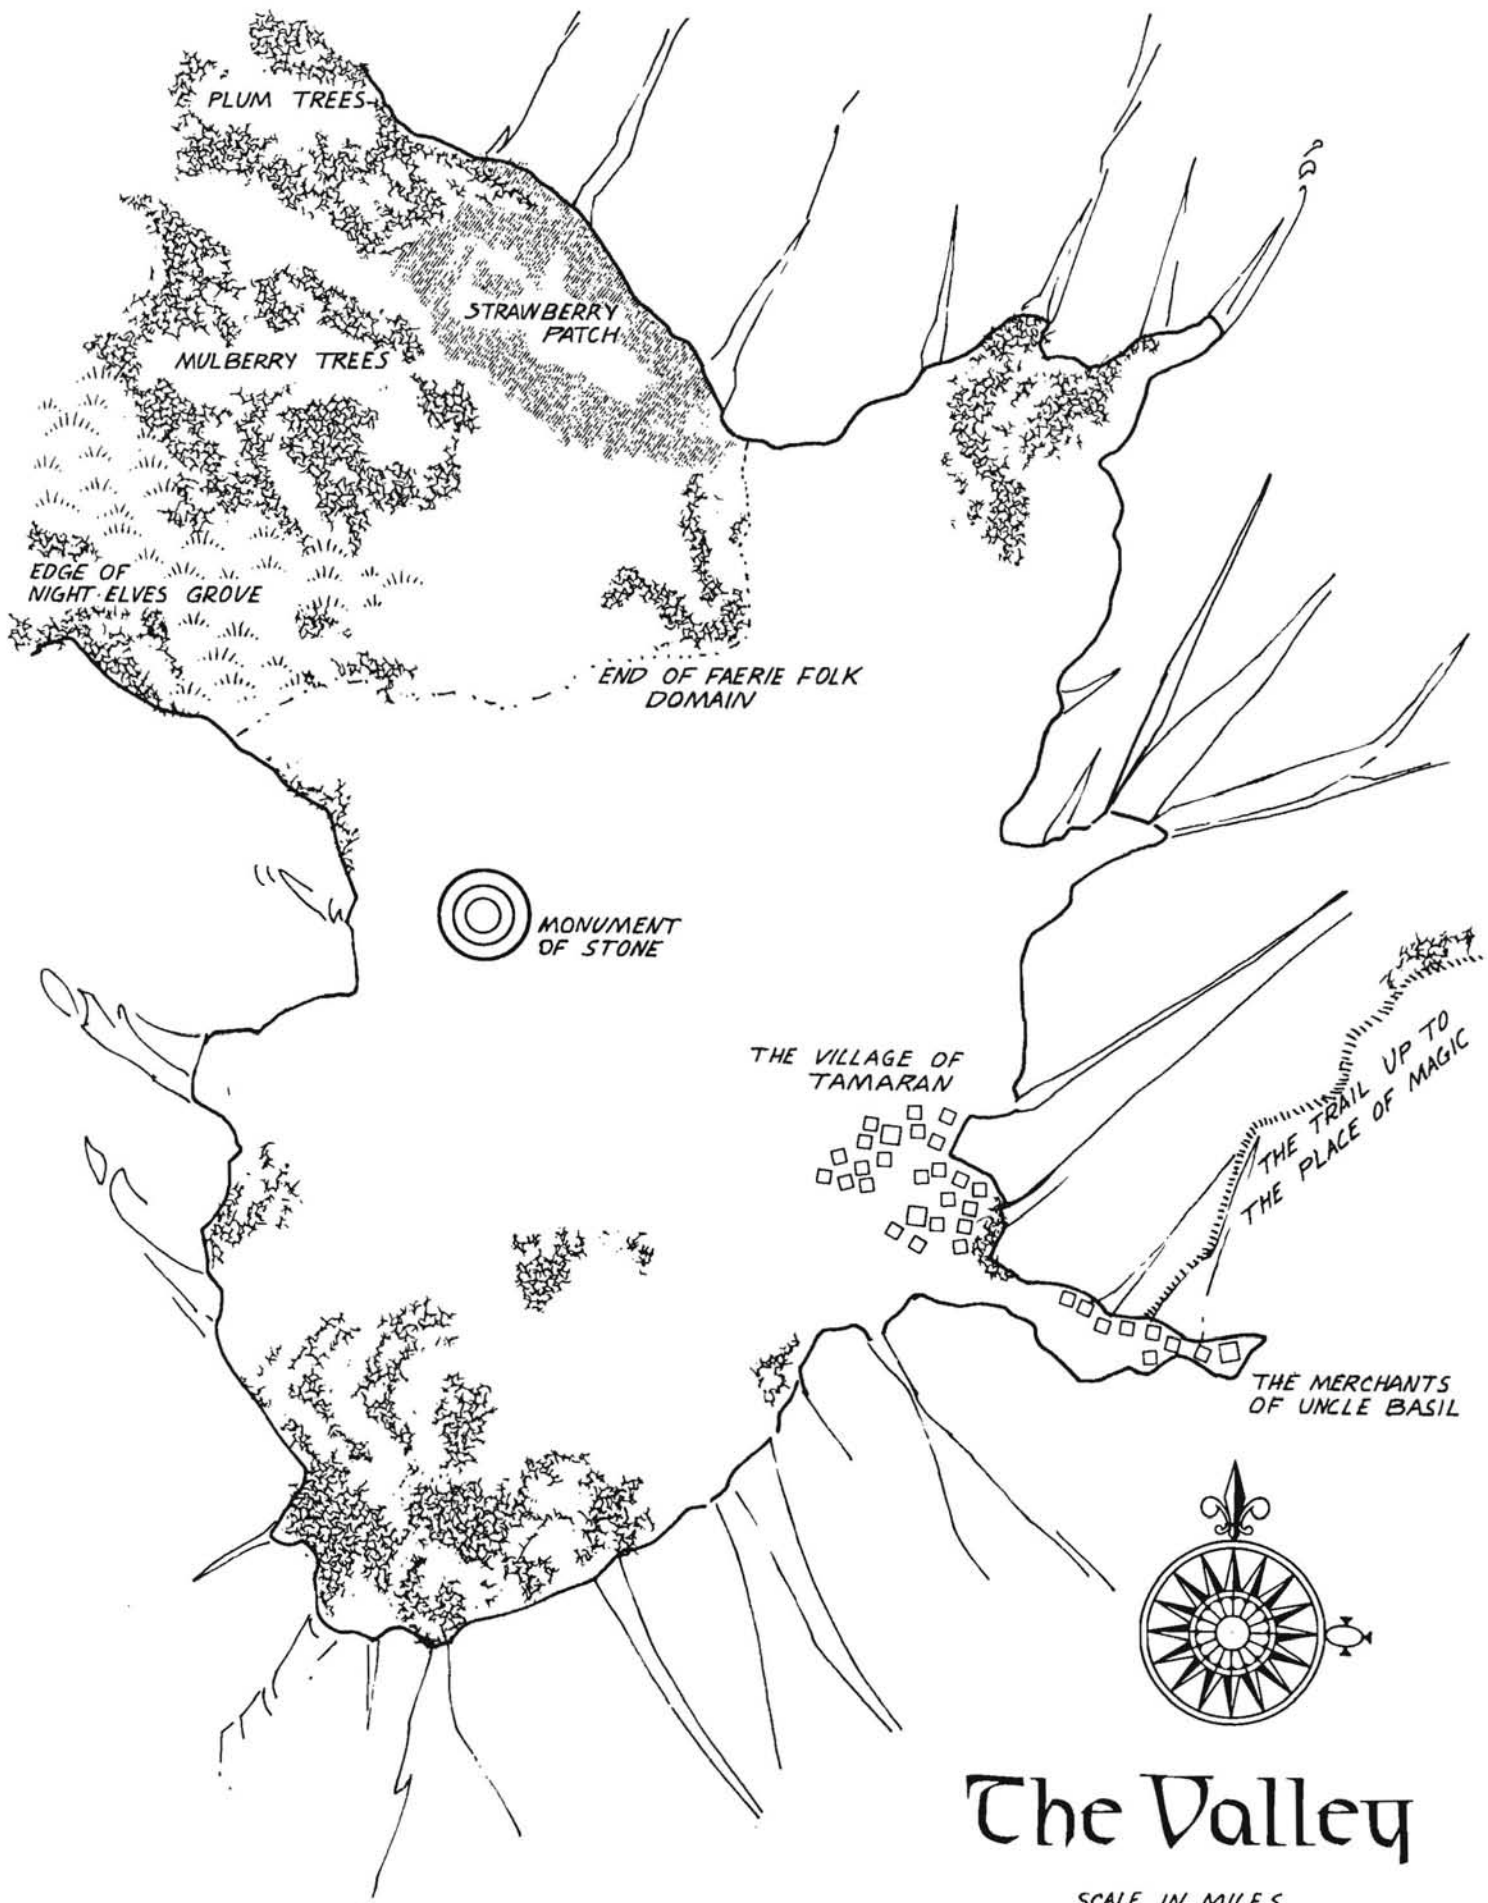 PLUM TREES
STRAWBERRY
PATCH
MULBERRY TREES
EDGE OF
NIGHT·ELVES GROVE
END OF FAERIE FOLK
DOMAIN
MONUMENT
OF STONE
THE VILLAGE OF
TAMARAN
THE TRAIL UP TO
THE PLACE OF MAGIC
THE MERCHANTS
OF UNCLE BASIL
The Valley
SCALE IN MILES